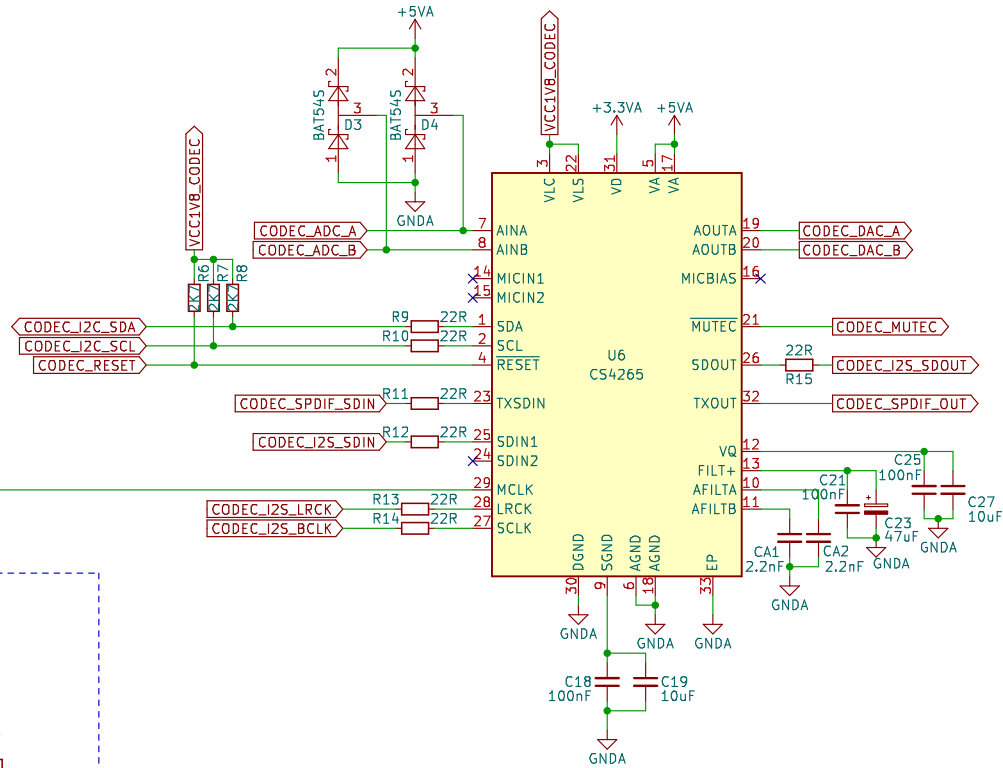 +5VA
VCC1V8_CODEC
2
2
BAT54S
3
D3
BAT54S
3
D4
1
1
GNDA
+3.3VA
+5VA
VCC1V8_CODEC
3
22
31
5
17
VLC
VLS
VD
VA
VA
CODEC_ADC_A
7
AINA
AOUTA
19
CODEC_DAC_A
CODEC_ADC_B
8
AINB
AOUTB
20
CODEC_DAC_B
R6
R7
R8
2K7
2K7
2K7
14
MICIN1
MICBIAS
16
15
MICIN2
CODEC_I2C_SDA
R9
22R
1
SDA
MUTEC
21
CODEC_MUTEC
CODEC_I2C_SCL
R10
22R
2
SCL
CODEC_RESET
4
RESET
U6
CS4265
SDOUT
26
22R
R15
CODEC_I2S_SDOUT
CODEC_SPDIF_SDIN
R11
22R
23
TXSDIN
TXOUT
32
CODEC_SPDIF_OUT
CODEC_I2S_SDIN
R12
22R
25
SDIN1
24
SDIN2
VQ
12
FILT+
13
29
MCLK
AFILTA
10
CODEC_I2S_LRCK
R13
22R
28
LRCK
AFILTB
11
CODEC_I2S_BCLK
R14
22R
27
SCLK
C25
100nF
C21
100nF
C27
10uF
+
C23
47uF
GNDA
GNDA
CA1
2.2nF
CA2
2.2nF
GNDA
DGND
SGND
AGND
AGND
EP
30
9
6
18
33
GNDA
GNDA
GNDA
C18
100nF
C19
10uF
GNDA